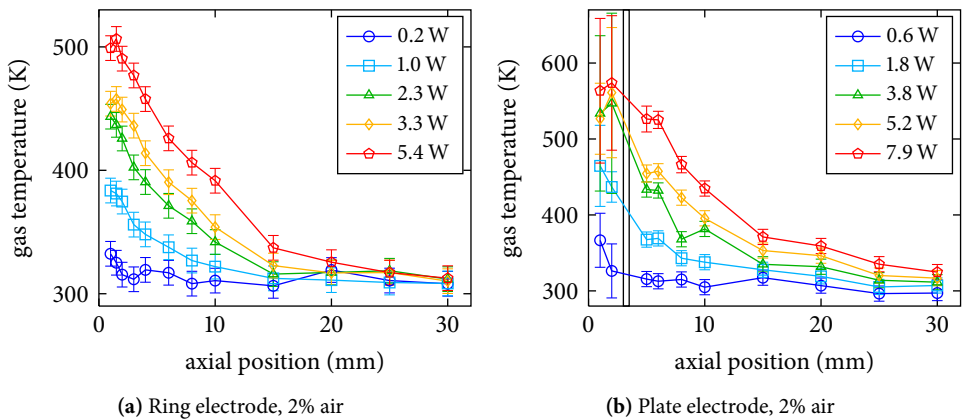 500
400
300
0
10
20
30
gas temperature (K)
axial position (mm)
0.2 W
1.0 W
2.3 W
3.3 W
5.4 W
(a) Ring electrode, 2% air
600
500
400
300
0
10
20
30
gas temperature (K)
axial position (mm)
0.6 W
1.8 W
3.8 W
5.2 W
7.9 W
(b) Plate electrode, 2% air